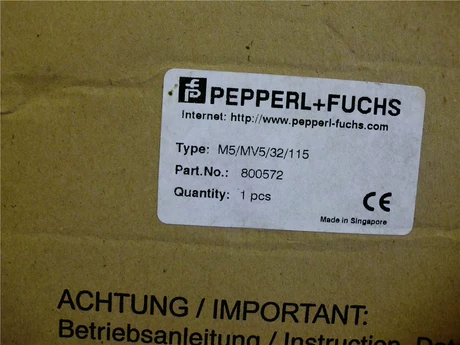 PEPPERL+FUCHS
Internet: http://www.pepperl-fuchs.com
Type: M5/MV5/32/115
Part.No.: 800572
Quantity: 1 pcs
CE
Made in Singapore
ACHTUNG / IMPORTANT:
Betriebsanleitung / Instruction